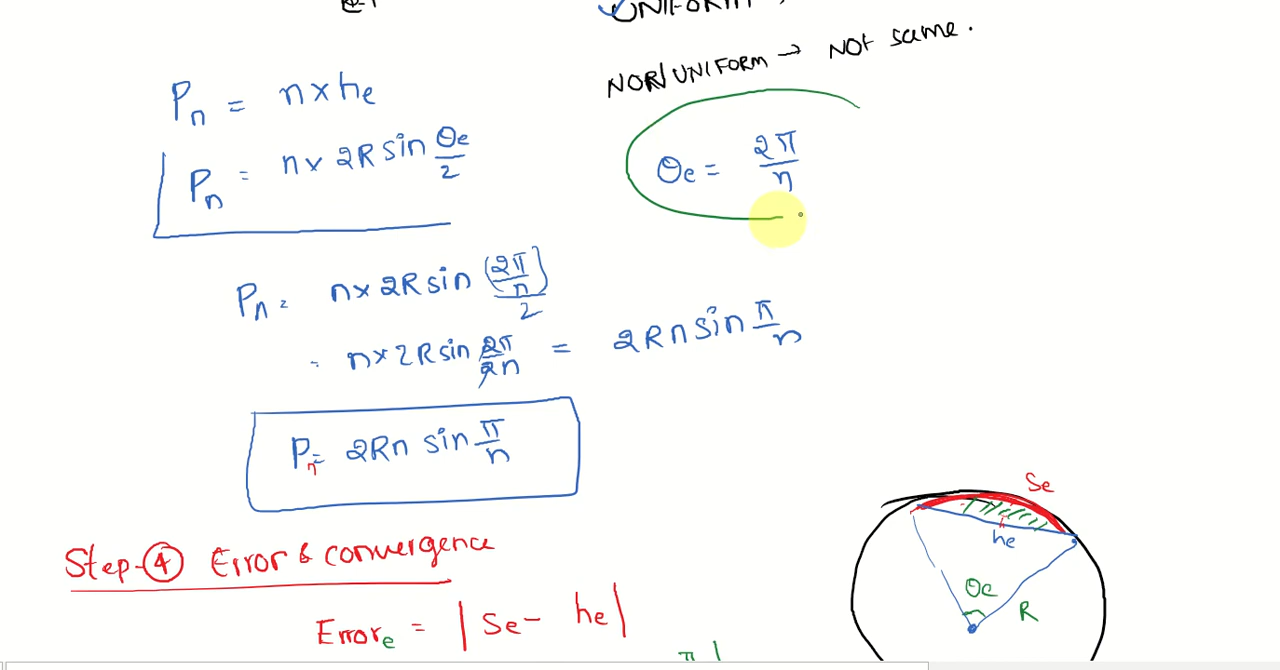 UNIFORM
NON/UNIFORM → NOT same.
Pn = n×he
Pn = n× 2R sin θe/2
θe = 2π/n
Pn = n× 2R sin (2π/n)/2
= n×2R sin 2π/2n = 2Rn sin π/n
Pn = 2Rn sin π/n
Step-④ Error & convergence
Errore = |Se - he|
π|
Se
he
θe
R